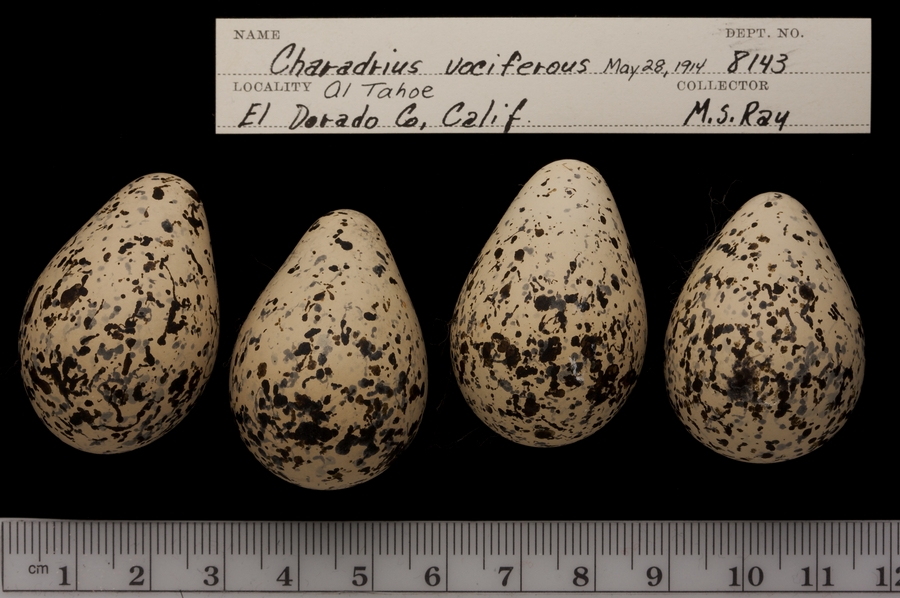 NAME DEPT. NO.
Charadrius vociferous May 28, 1914 8143
LOCALITY Al Tahoe COLLECTOR
El Dorado Co, Calif. M.S. Ray
cm 1 2 3 4 5 6 7 8 9 10 11 12